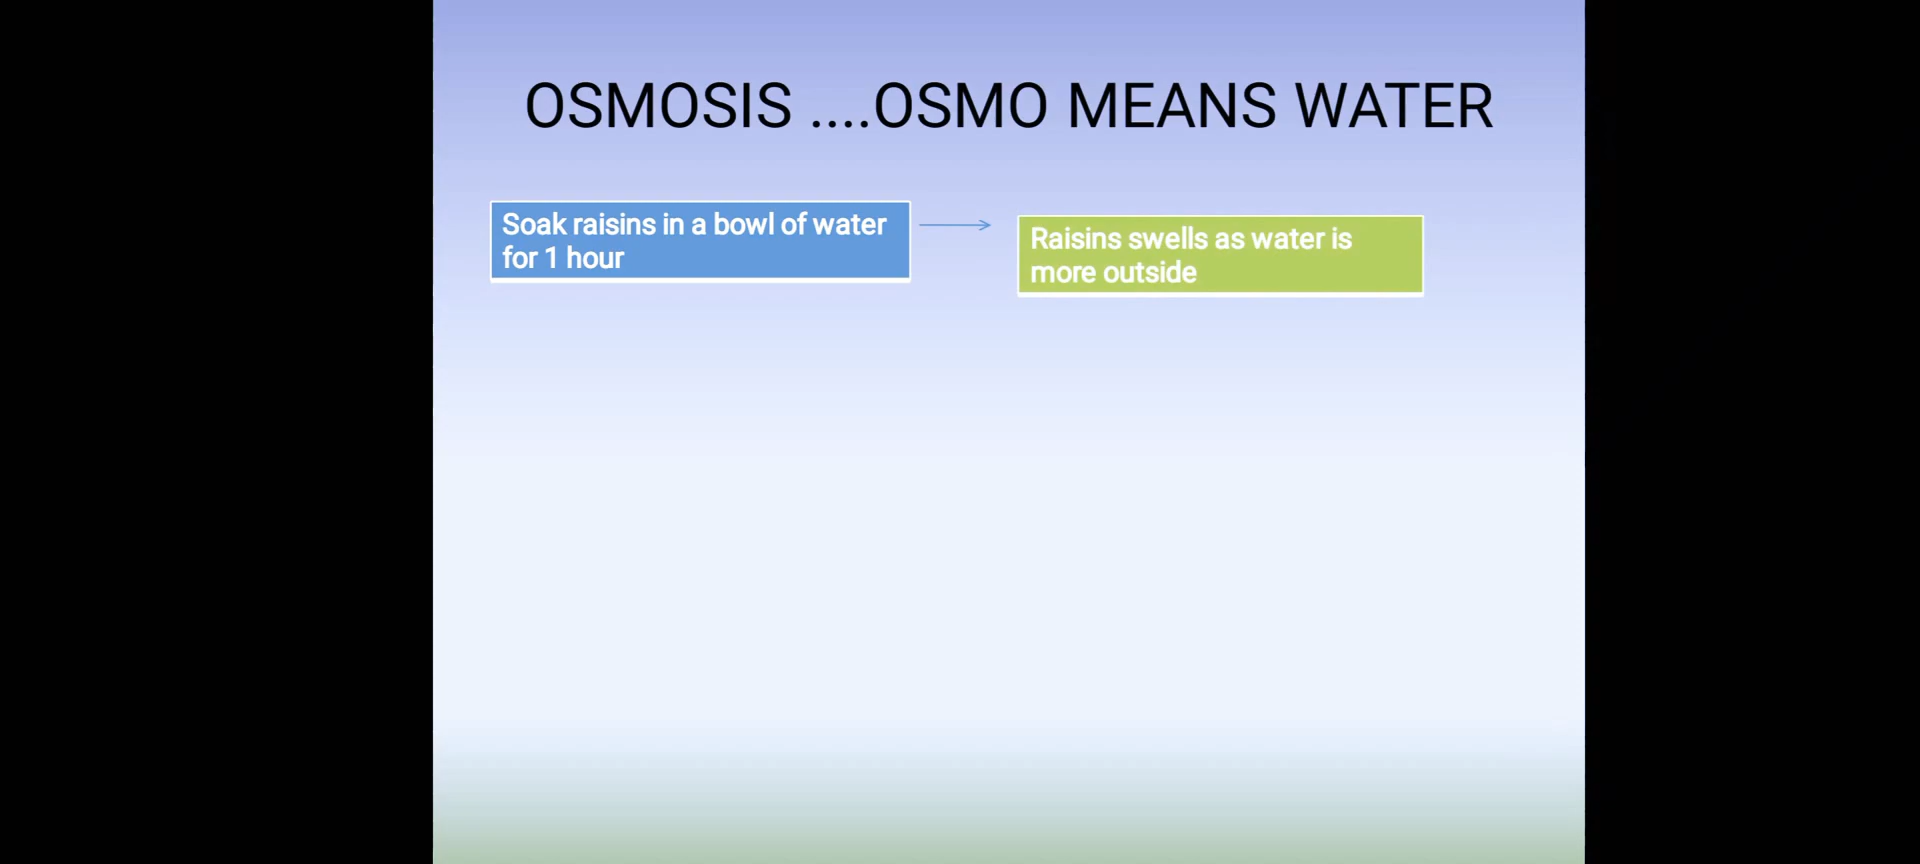 OSMOSIS ....OSMO MEANS WATER
Soak raisins in a bowl of water
for 1 hour
Raisins swells as water is
more outside